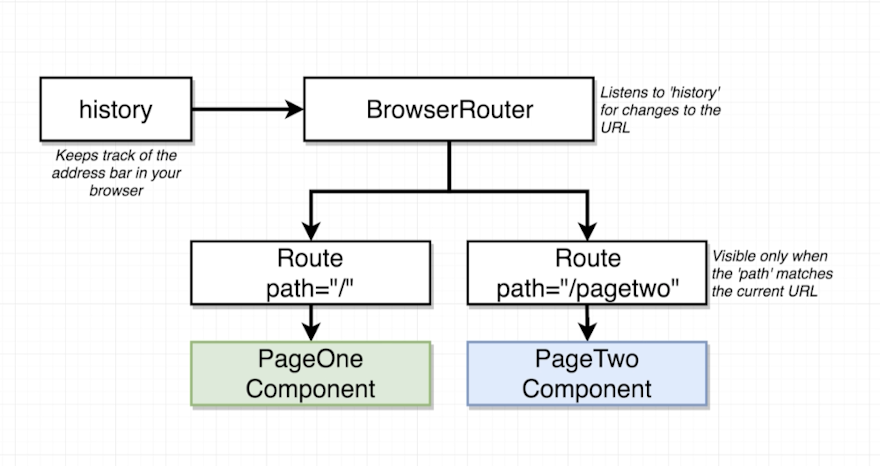 history
BrowserRouter
Listens to 'history'
for changes to the
URL
Keeps track of the
address bar in your
browser
Route
path="/"
Route
path="/pagetwo"
Visible only when
the 'path' matches
the current URL
PageOne
Component
PageTwo
Component